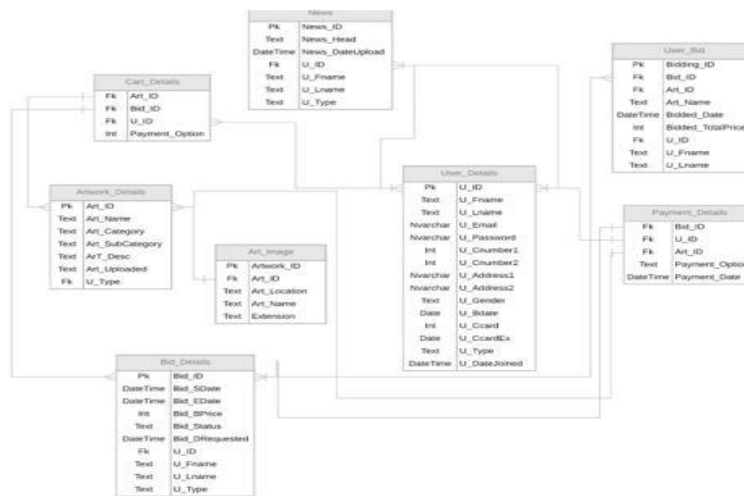 News
Pk News_ID
Text News_Head
DateTime News_DateUpload
Fk U_ID
Text U_Fname
Text U_Lname
Text U_Type
User_Bid
Pk Bidding_ID
Fk Bid_ID
Fk Art_ID
Text Art_Name
DateTime Bidded_Date
Int Bidded_TotalPrice
Fk U_ID
Text U_Fname
Text U_Lname
Cart_Details
Fk Art_ID
Fk Bid_ID
Fk U_ID
Int Payment_Option
User_Details
Pk U_ID
Text U_Fname
Text U_Lname
Nvarchar U_Email
Nvarchar U_Password
Int U_Cnumber1
Int U_Cnumber2
Nvarchar U_Address1
Nvarchar U_Address2
Text U_Gender
Date U_Bdate
Int U_Ccard
Date U_CcardEx
Text U_Type
DateTime U_DateJoined
Artwork_Details
Pk Art_ID
Text Art_Name
Text Art_Category
Text Art_SubCategory
Text ArT_Desc
Text Art_Uploaded
Fk U_Type
Payment_Details
Fk Bid_ID
Fk U_ID
Fk Art_ID
Text Payment_Option
DateTime Payment_Date
Art_Image
Pk Artwork_ID
Fk Art_ID
Text Art_Location
Text Art_Name
Text Extension
Bid_Details
Pk Bid_ID
DateTime Bid_SDate
DateTime Bid_EDate
Int Bid_BPrice
Text Bid_Status
DateTime Bid_DRequested
Fk U_ID
Text U_Fname
Text U_Lname
Text U_Type